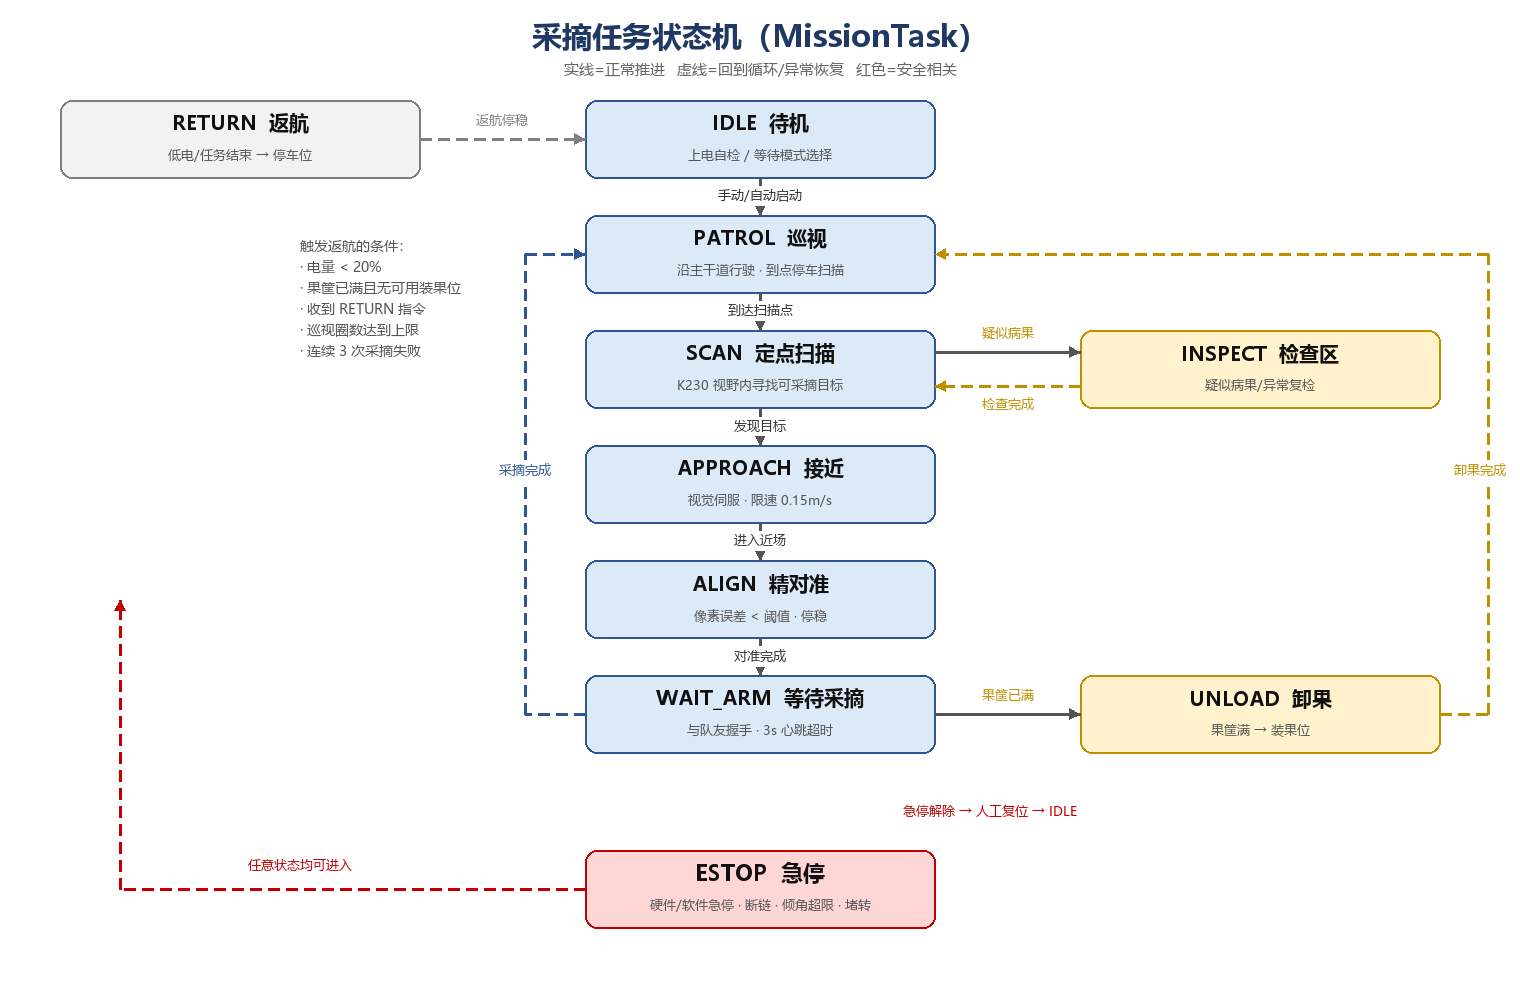 采摘任务状态机（MissionTask）
实线=正常推进 虚线=回到循环/异常恢复 红色=安全相关
RETURN 返航
低电/任务结束 → 停车位
返航停稳
IDLE 待机
上电自检 / 等待模式选择
手动/自动启动
PATROL 巡视
沿主干道行驶 · 到点停车扫描
触发返航的条件：
· 电量 < 20%
· 果筐已满且无可用装果位
· 收到 RETURN 指令
· 巡视圈数达到上限
· 连续 3 次采摘失败
到达扫描点
SCAN 定点扫描
K230 视野内寻找可采摘目标
疑似病果
检查完成
INSPECT 检查区
疑似病果/异常复检
发现目标
APPROACH 接近
视觉伺服 · 限速 0.15m/s
采摘完成
卸果完成
进入近场
ALIGN 精对准
像素误差 < 阈值 · 停稳
对准完成
WAIT_ARM 等待采摘
与队友握手 · 3s 心跳超时
果筐已满
UNLOAD 卸果
果筐满 → 装果位
急停解除 → 人工复位 → IDLE
任意状态均可进入
ESTOP 急停
硬件/软件急停 · 断链 · 倾角超限 · 堵转